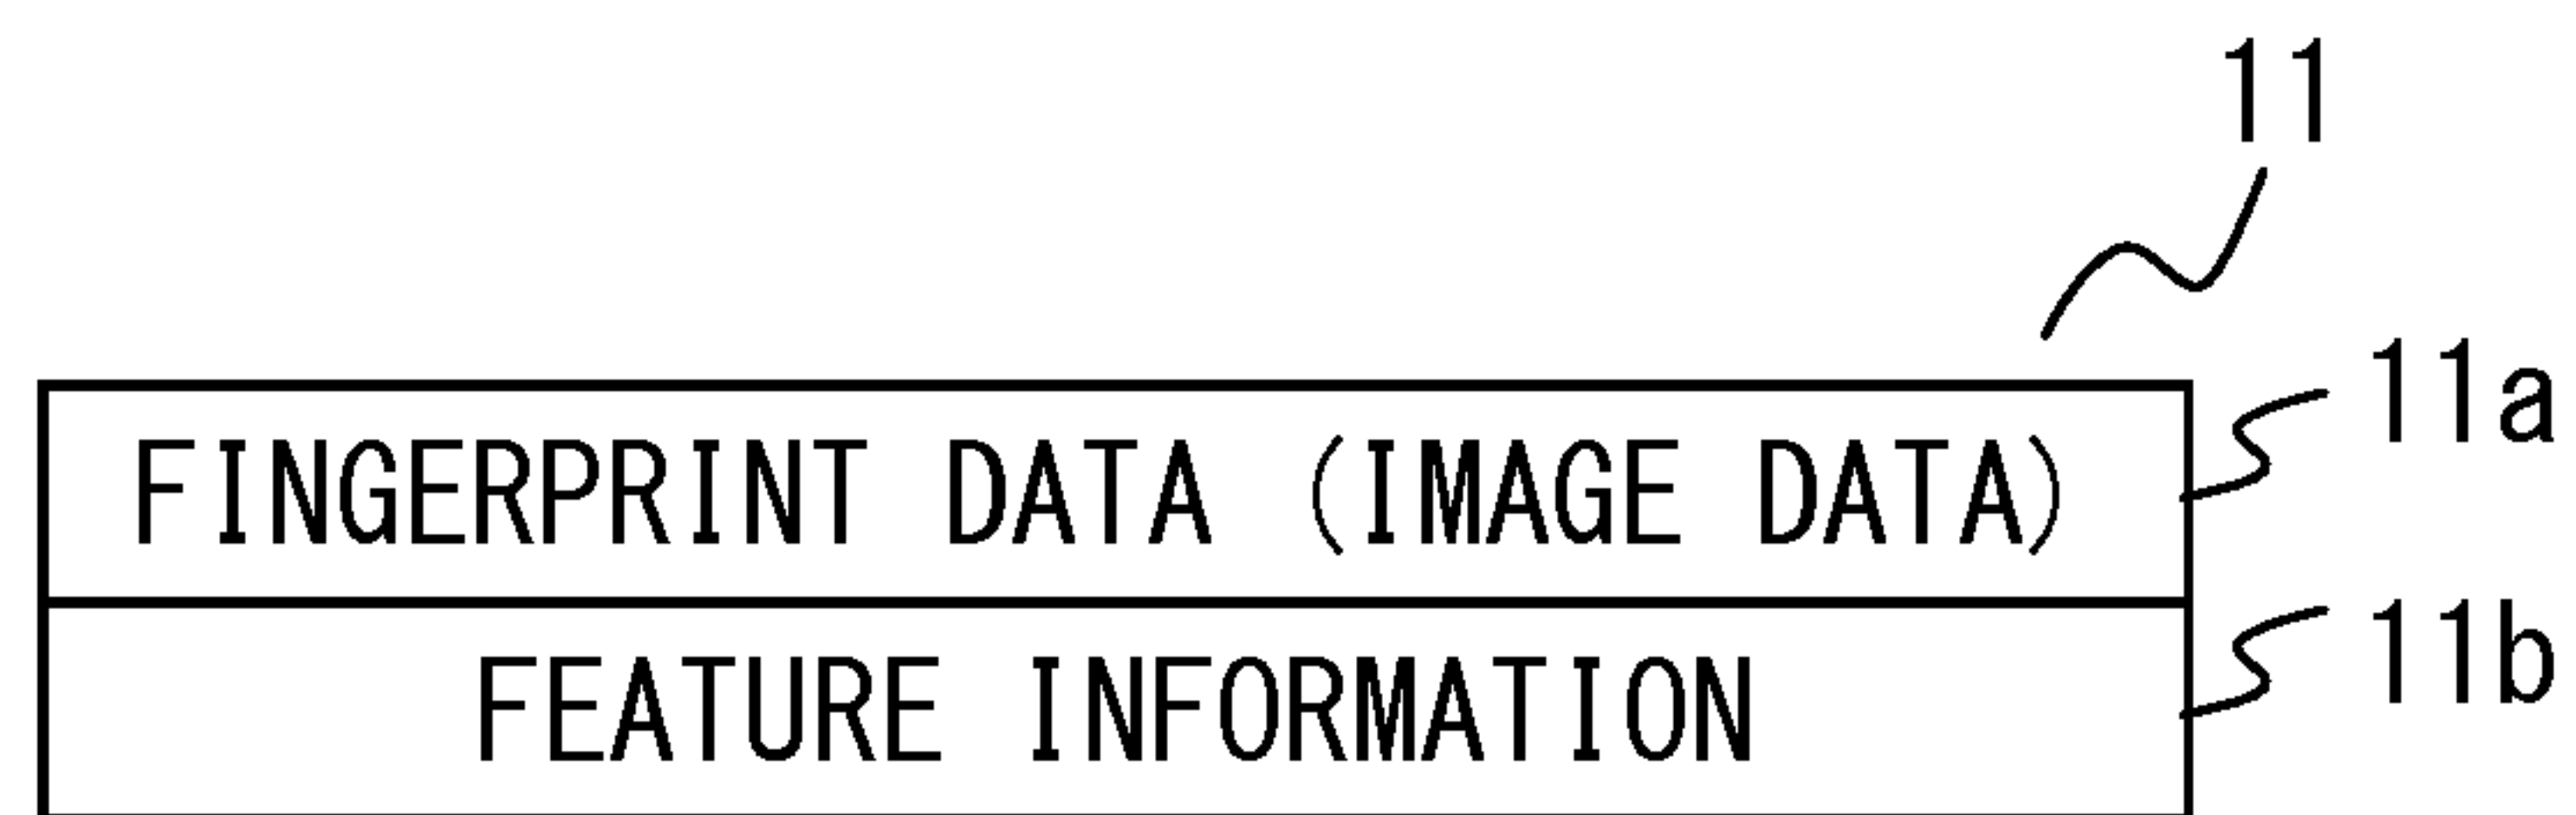 11
FINGERPRINT DATA (IMAGE DATA) 11a
FEATURE INFORMATION 11b